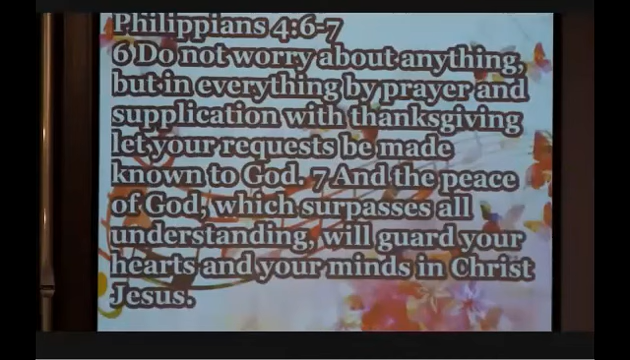 Philippians 4:6-7
6 Do not worry about anything,
but in everything by prayer and
supplication with thanksgiving
let your requests be made
known to God. 7 And the peace
of God, which surpasses all
understanding, will guard your
hearts and your minds in Christ
Jesus.